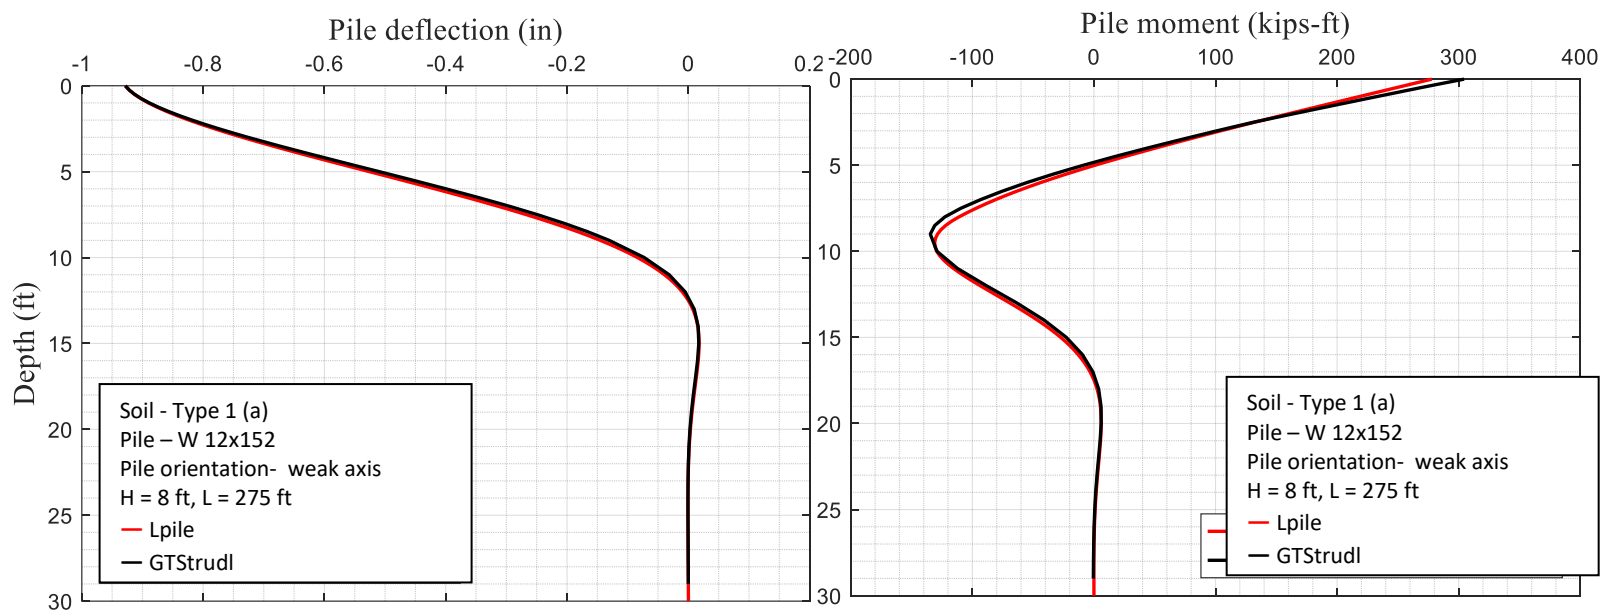 Pile deflection (in)
-1 -0.8 -0.6 -0.4 -0.2 0 0.2
0
5
10
15
20
25
30
Depth (ft)
Soil - Type 1 (a)
Pile – W 12x152
Pile orientation- weak axis
H = 8 ft, L = 275 ft
Lpile
GTStrudl
Pile moment (kips-ft)
-200 -100 0 100 200 300 400
0
5
10
15
20
25
30
Soil - Type 1 (a)
Pile – W 12x152
Pile orientation- weak axis
H = 8 ft, L = 275 ft
Lpile
GTStrudl